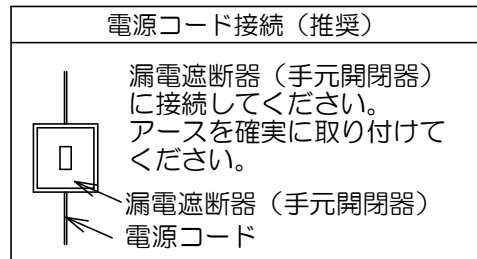 電源コード接続（推奨）
漏電遮断器（手元開閉器）
に接続してください。
アースを確実に取り付けて
ください。
漏電遮断器（手元開閉器）
電源コード